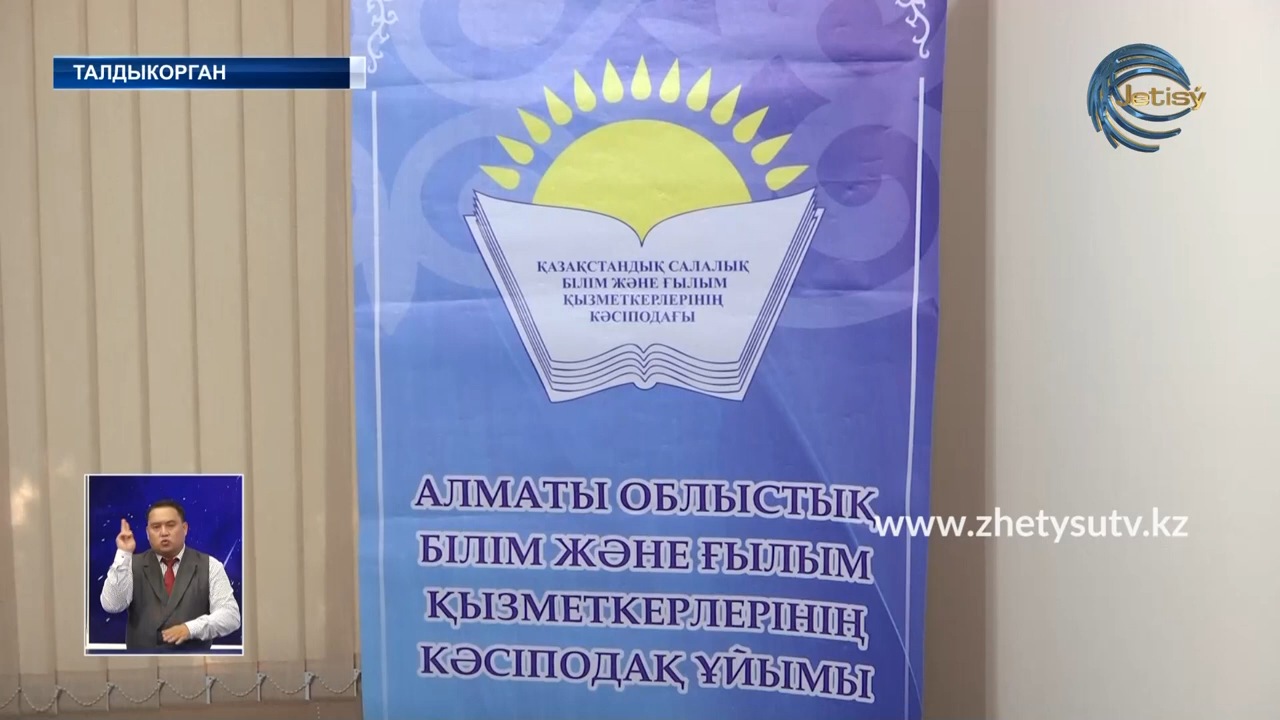 ТАЛДЫКОРГАН
Jetisý
ҚАЗАҚСТАНДЫҚ САЛАЛЫҚ
БІЛІМ ЖӘНЕ ҒЫЛЫМ
ҚЫЗМЕТКЕРЛЕРІНІҢ
КӘСІПОДАҒЫ
АЛМАТЫ ОБЛЫСТЫҚ
БІЛІМ ЖӘНЕ ҒЫЛЫМ
ҚЫЗМЕТКЕРЛЕРІНІҢ
КӘСІПОДАҚ ҰЙЫМЫ
www.zhetysutv.kz